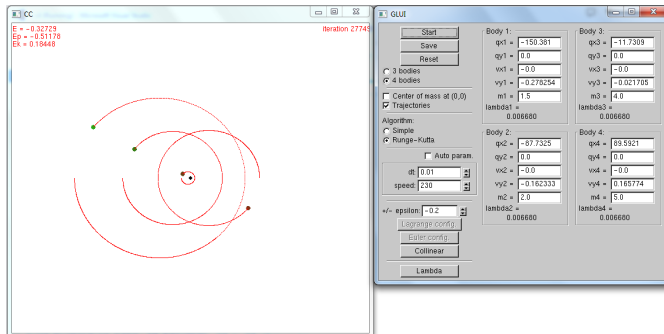 CC
E = -0.32729
Ep = -0.51178
Ek = 0.18448
Iteration 27749
GLUI
Start
Save
Reset
3 bodies
4 bodies
Center of mass at (0,0)
Trajectories
Algorithm:
Simple
Runge-Kutta
Auto param.
dt: 0.01
speed: 230
+/- epsilon: -0.2
Lagrange config.
Euler config.
Collinear
Lambda
Body 1:
qx1 = -150.381
qy1 = 0.0
vx1 = -0.0
vy1 = -0.278254
m1 = 1.5
lambda1 =
0.006680
Body 2:
qx2 = -87.7325
qy2 = 0.0
vx2 = -0.0
vy2 = -0.162333
m2 = 2.0
lambda2 =
0.006680
Body 3:
qx3 = -11.7309
qy3 = 0.0
vx3 = -0.0
vy3 = -0.021705
m3 = 4.0
lambda3 =
0.006680
Body 4:
qx4 = 89.5921
qy4 = 0.0
vx4 = -0.0
vy4 = 0.165774
m4 = 5.0
lambda4 =
0.006680